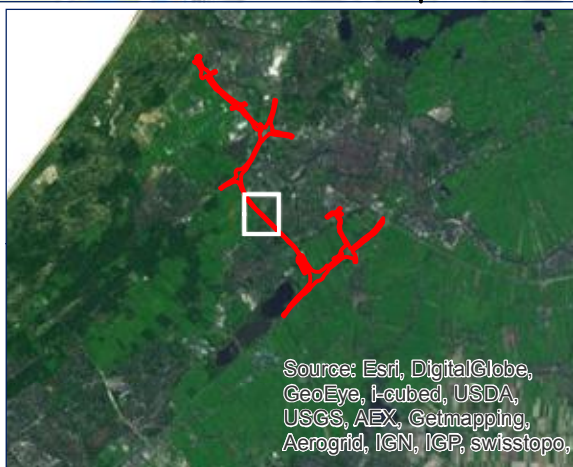 Source: Esri, DigitalGlobe,
GeoEye, i-cubed, USDA,
USGS, AEX, Getmapping,
Aerogrid, IGN, IGP, swisstopo,